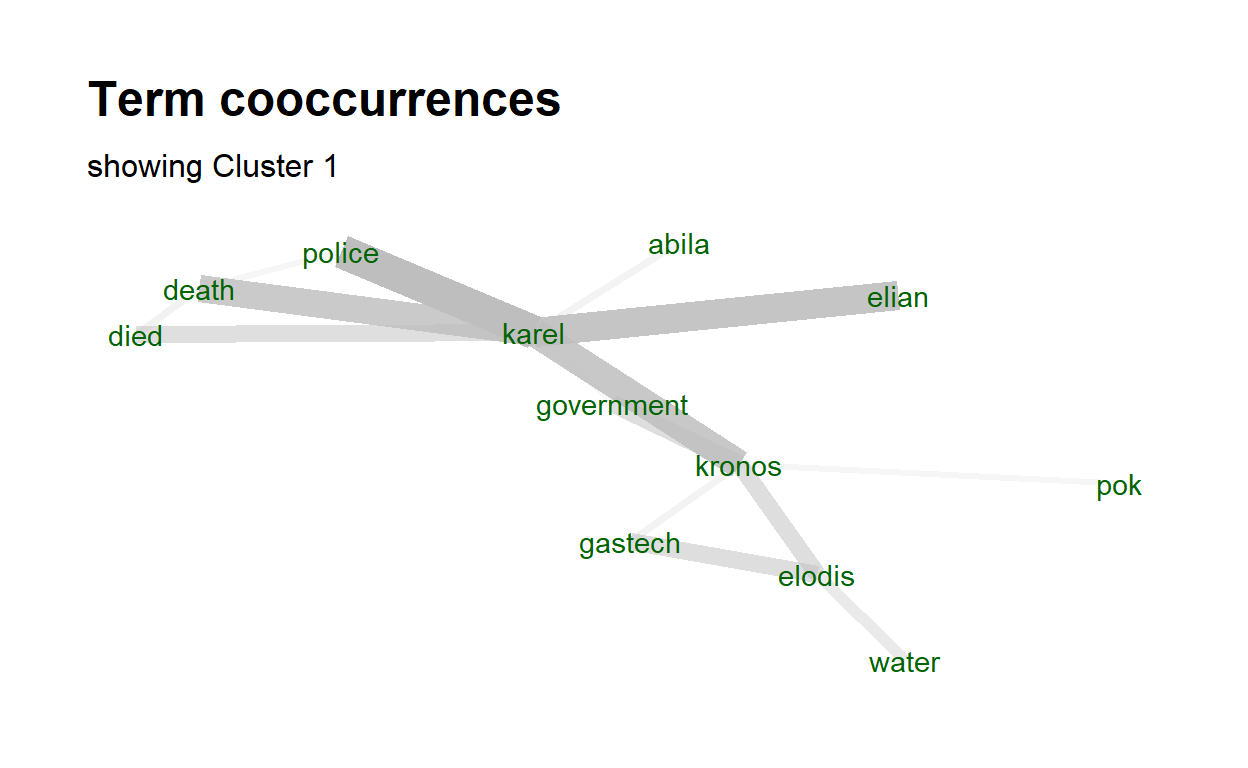 Term cooccurrences
showing Cluster 1
abila
police
death
elian
died
karel
government
kronos
pok
gastech
elodis
water